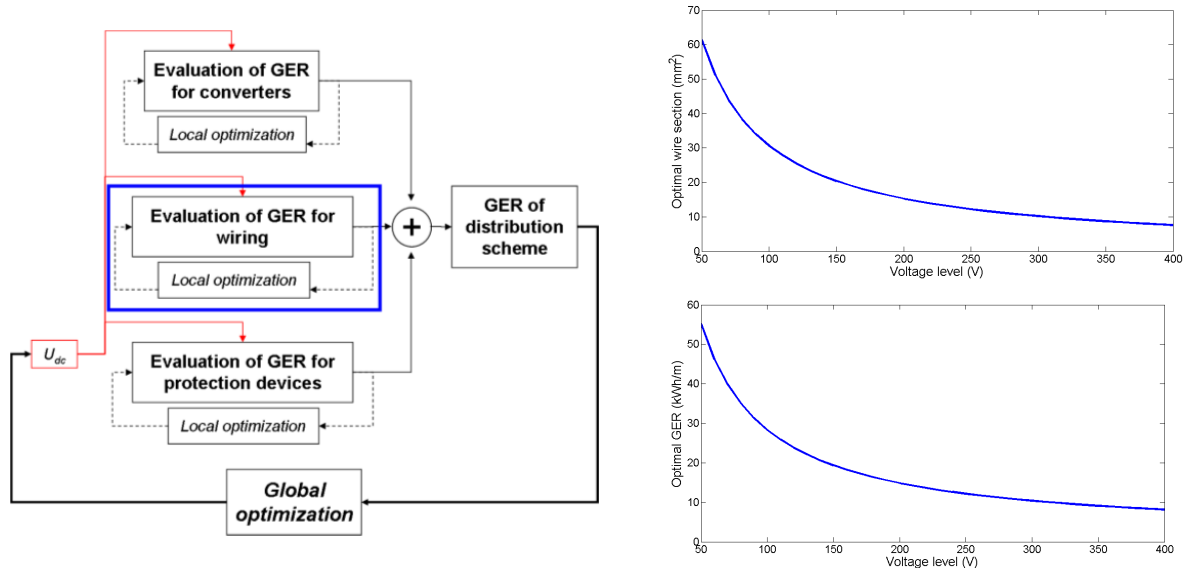 Evaluation of GER
for converters
Local optimization
Evaluation of GER for
wiring
Local optimization
+
GER of
distribution
scheme
Udc
Evaluation of GER for
protection devices
Local optimization
Global
optimization
70
60
50
40
30
20
10
0
Optimal wire section (mm²)
50 100 150 200 250 300 350 400
Voltage level (V)
60
50
40
30
20
10
0
Optimal GER (kWh/m)
50 100 150 200 250 300 350 400
Voltage level (V)